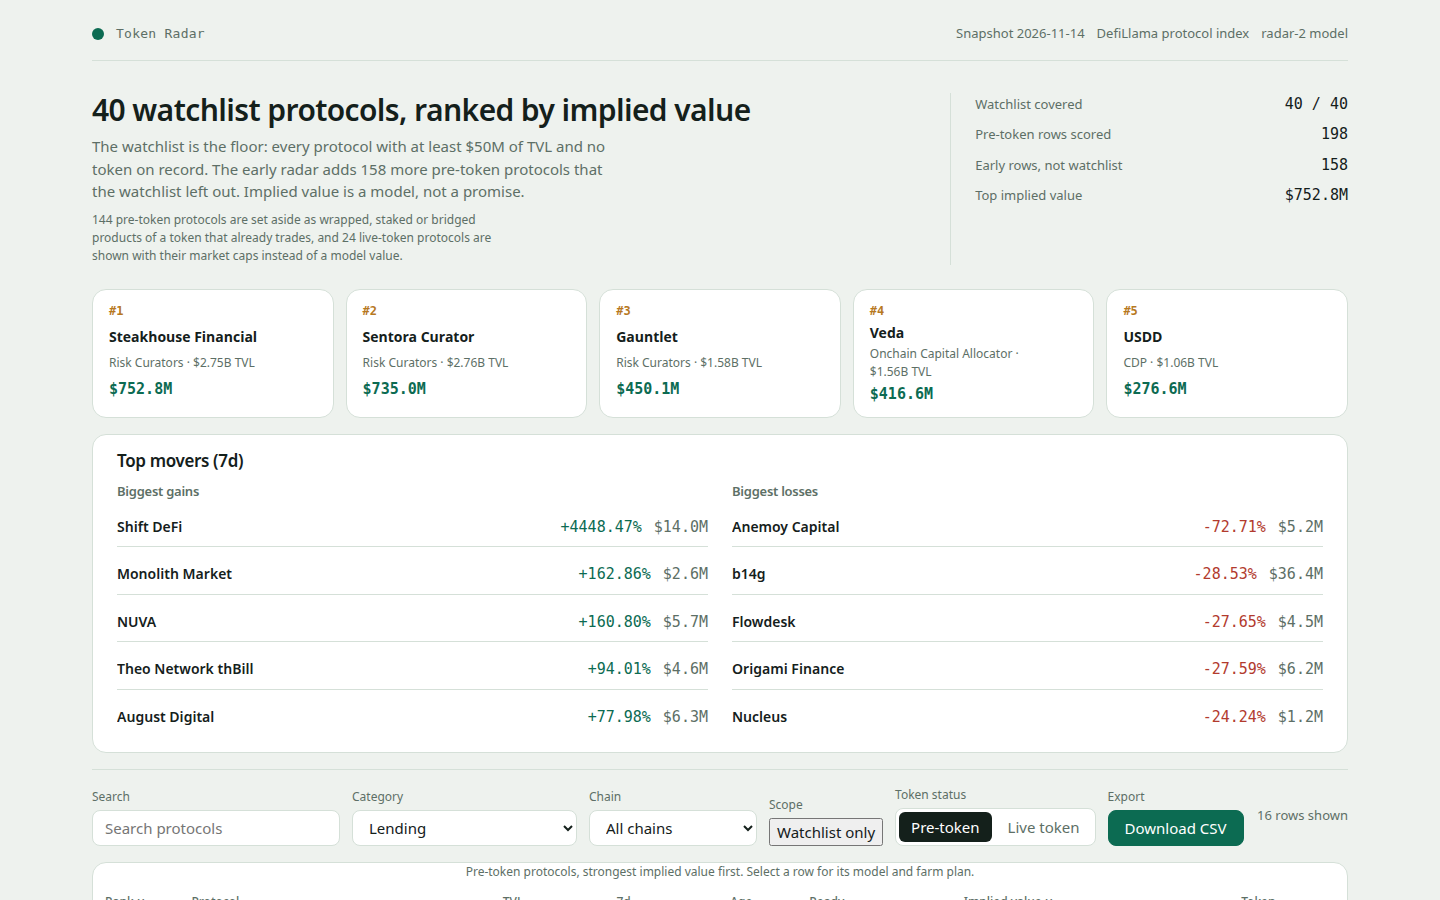 Token Radar
Snapshot 2026-11-14 DefiLlama protocol index radar-2 model
40 watchlist protocols, ranked by implied value
The watchlist is the floor: every protocol with at least $50M of TVL and no
token on record. The early radar adds 158 more pre-token protocols that
the watchlist left out. Implied value is a model, not a promise.
144 pre-token protocols are set aside as wrapped, staked or bridged
products of a token that already trades, and 24 live-token protocols are
shown with their market caps instead of a model value.
Watchlist covered 40 / 40
Pre-token rows scored 198
Early rows, not watchlist 158
Top implied value $752.8M
#1
Steakhouse Financial
Risk Curators · $2.75B TVL
$752.8M
#2
Sentora Curator
Risk Curators · $2.76B TVL
$735.0M
#3
Gauntlet
Risk Curators · $1.58B TVL
$450.1M
#4
Veda
Onchain Capital Allocator ·
$1.56B TVL
$416.6M
#5
USDD
CDP · $1.06B TVL
$276.6M
Top movers (7d)
Biggest gains
Shift DeFi +4448.47% $14.0M
Monolith Market +162.86% $2.6M
NUVA +160.80% $5.7M
Theo Network thBill +94.01% $4.6M
August Digital +77.98% $6.3M
Biggest losses
Anemoy Capital -72.71% $5.2M
b14g -28.53% $36.4M
Flowdesk -27.65% $4.5M
Origami Finance -27.59% $6.2M
Nucleus -24.24% $1.2M
Search
Search protocols
Category
Lending
Chain
All chains
Scope
Watchlist only
Token status
Pre-token Live token
Export
Download CSV
16 rows shown
Pre-token protocols, strongest implied value first. Select a row for its model and farm plan.